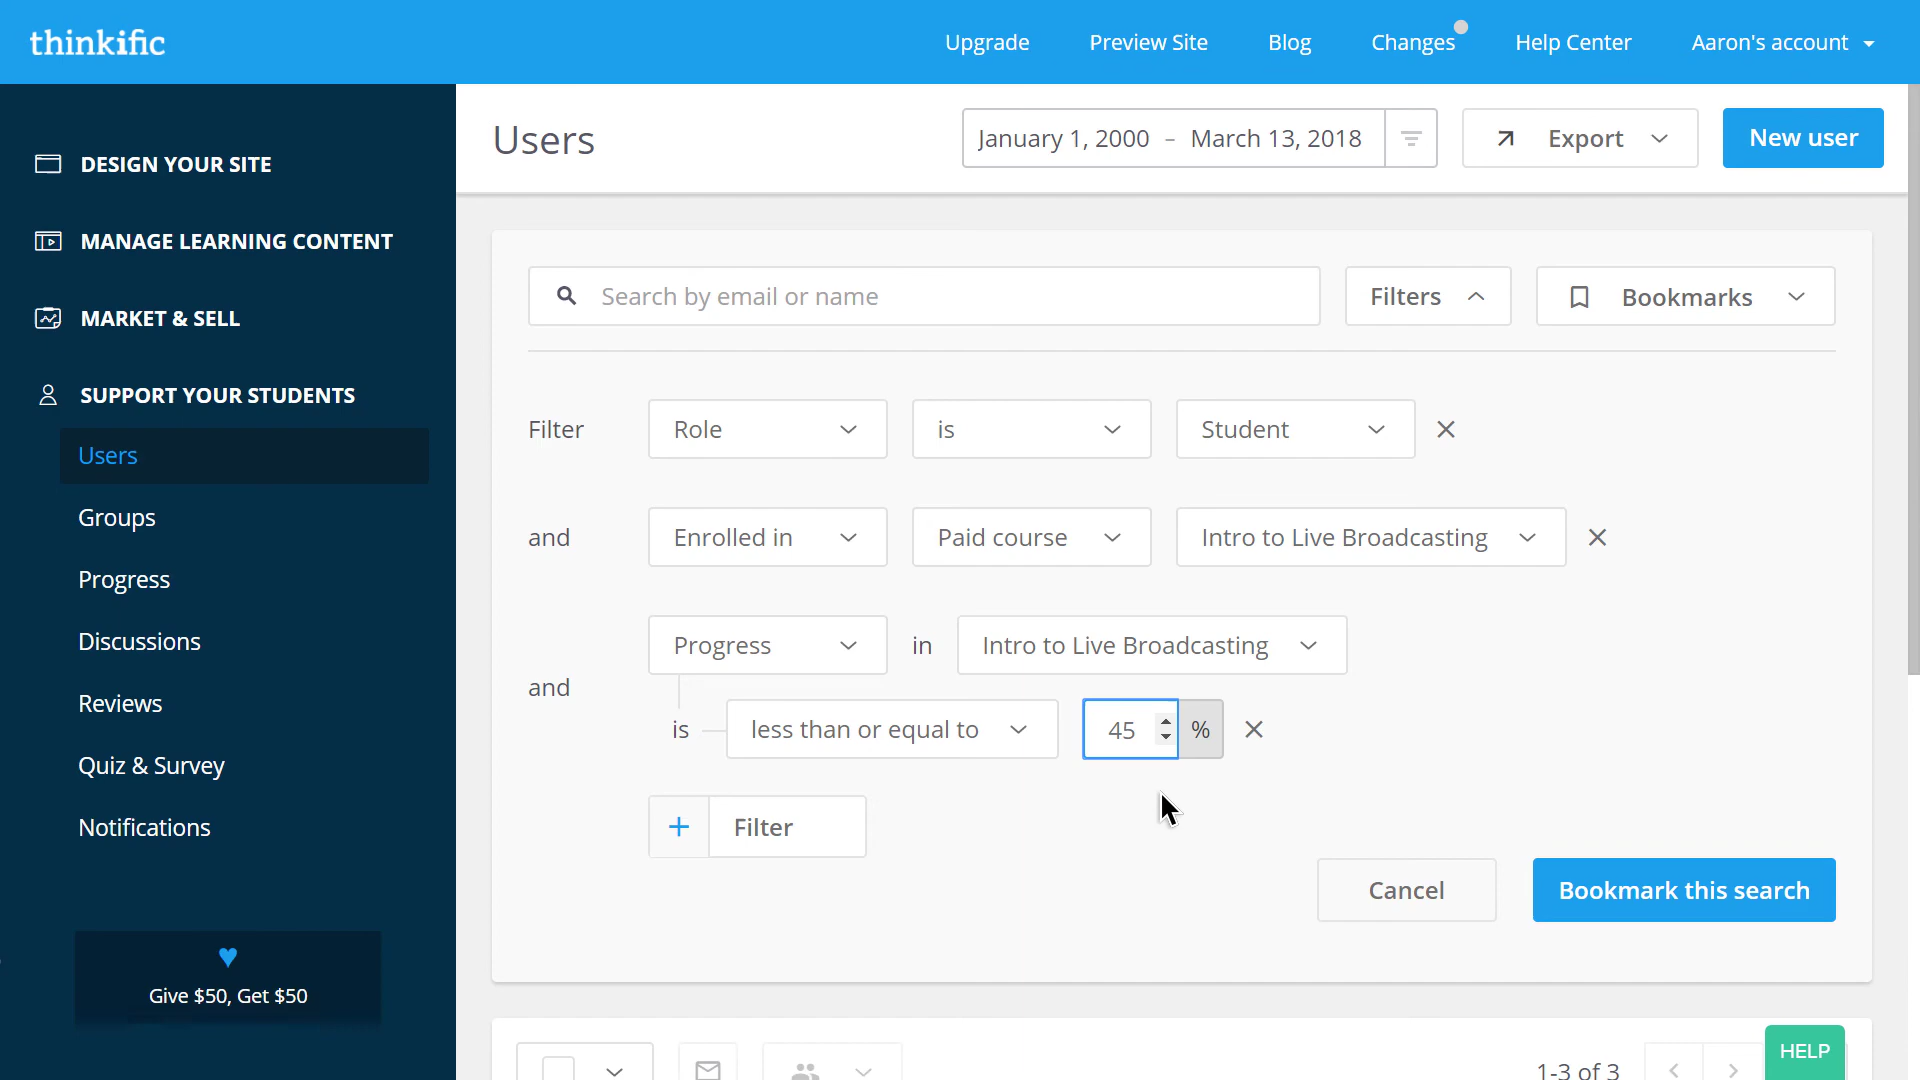 thinkific
Upgrade
Preview Site
Blog
Changes
Help Center
Aaron's account
DESIGN YOUR SITE
MANAGE LEARNING CONTENT
MARKET & SELL
SUPPORT YOUR STUDENTS
Users
Groups
Progress
Discussions
Reviews
Quiz & Survey
Notifications
Give $50, Get $50
Users
January 1, 2000 – March 13, 2018
Export
New user
Search by email or name
Filters
Bookmarks
Filter Role is Student
and Enrolled in Paid course Intro to Live Broadcasting
and Progress in Intro to Live Broadcasting
is less than or equal to 45 %
+ Filter
Cancel
Bookmark this search
1-3 of 3
HELP